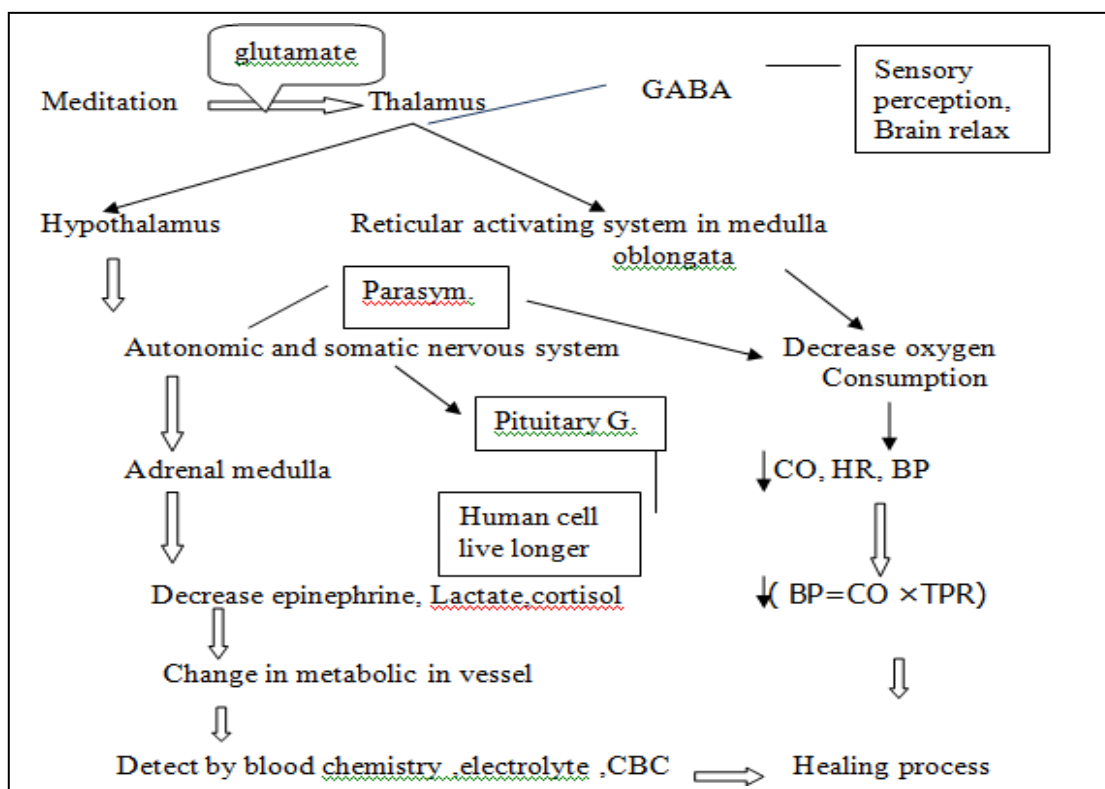 glutamate
Meditation
Thalamus
GABA
Sensory
perception,
Brain relax
Hypothalamus
Reticular activating system in medulla
oblongata
Parasym.
Autonomic and somatic nervous system
Decrease oxygen
Consumption
Pituitary G.
Adrenal medulla
↓CO, HR, BP
Human cell
live longer
Decrease epinephrine, Lactate,cortisol
↓( BP=CO ×TPR)
Change in metabolic in vessel
Detect by blood chemistry ,electrolyte ,CBC
Healing process